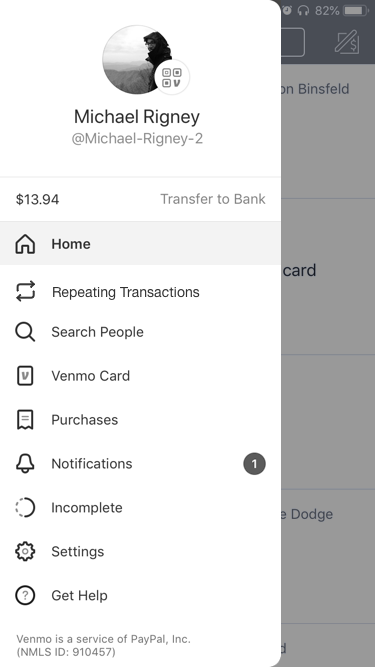 82%
Michael Rigney
@Michael-Rigney-2
on Binsfeld
$13.94 Transfer to Bank
Home
card
Repeating Transactions
Search People
Venmo Card
Purchases
Notifications 1
Incomplete
e Dodge
Settings
Get Help
Venmo is a service of PayPal, Inc.
(NMLS ID: 910457)
d